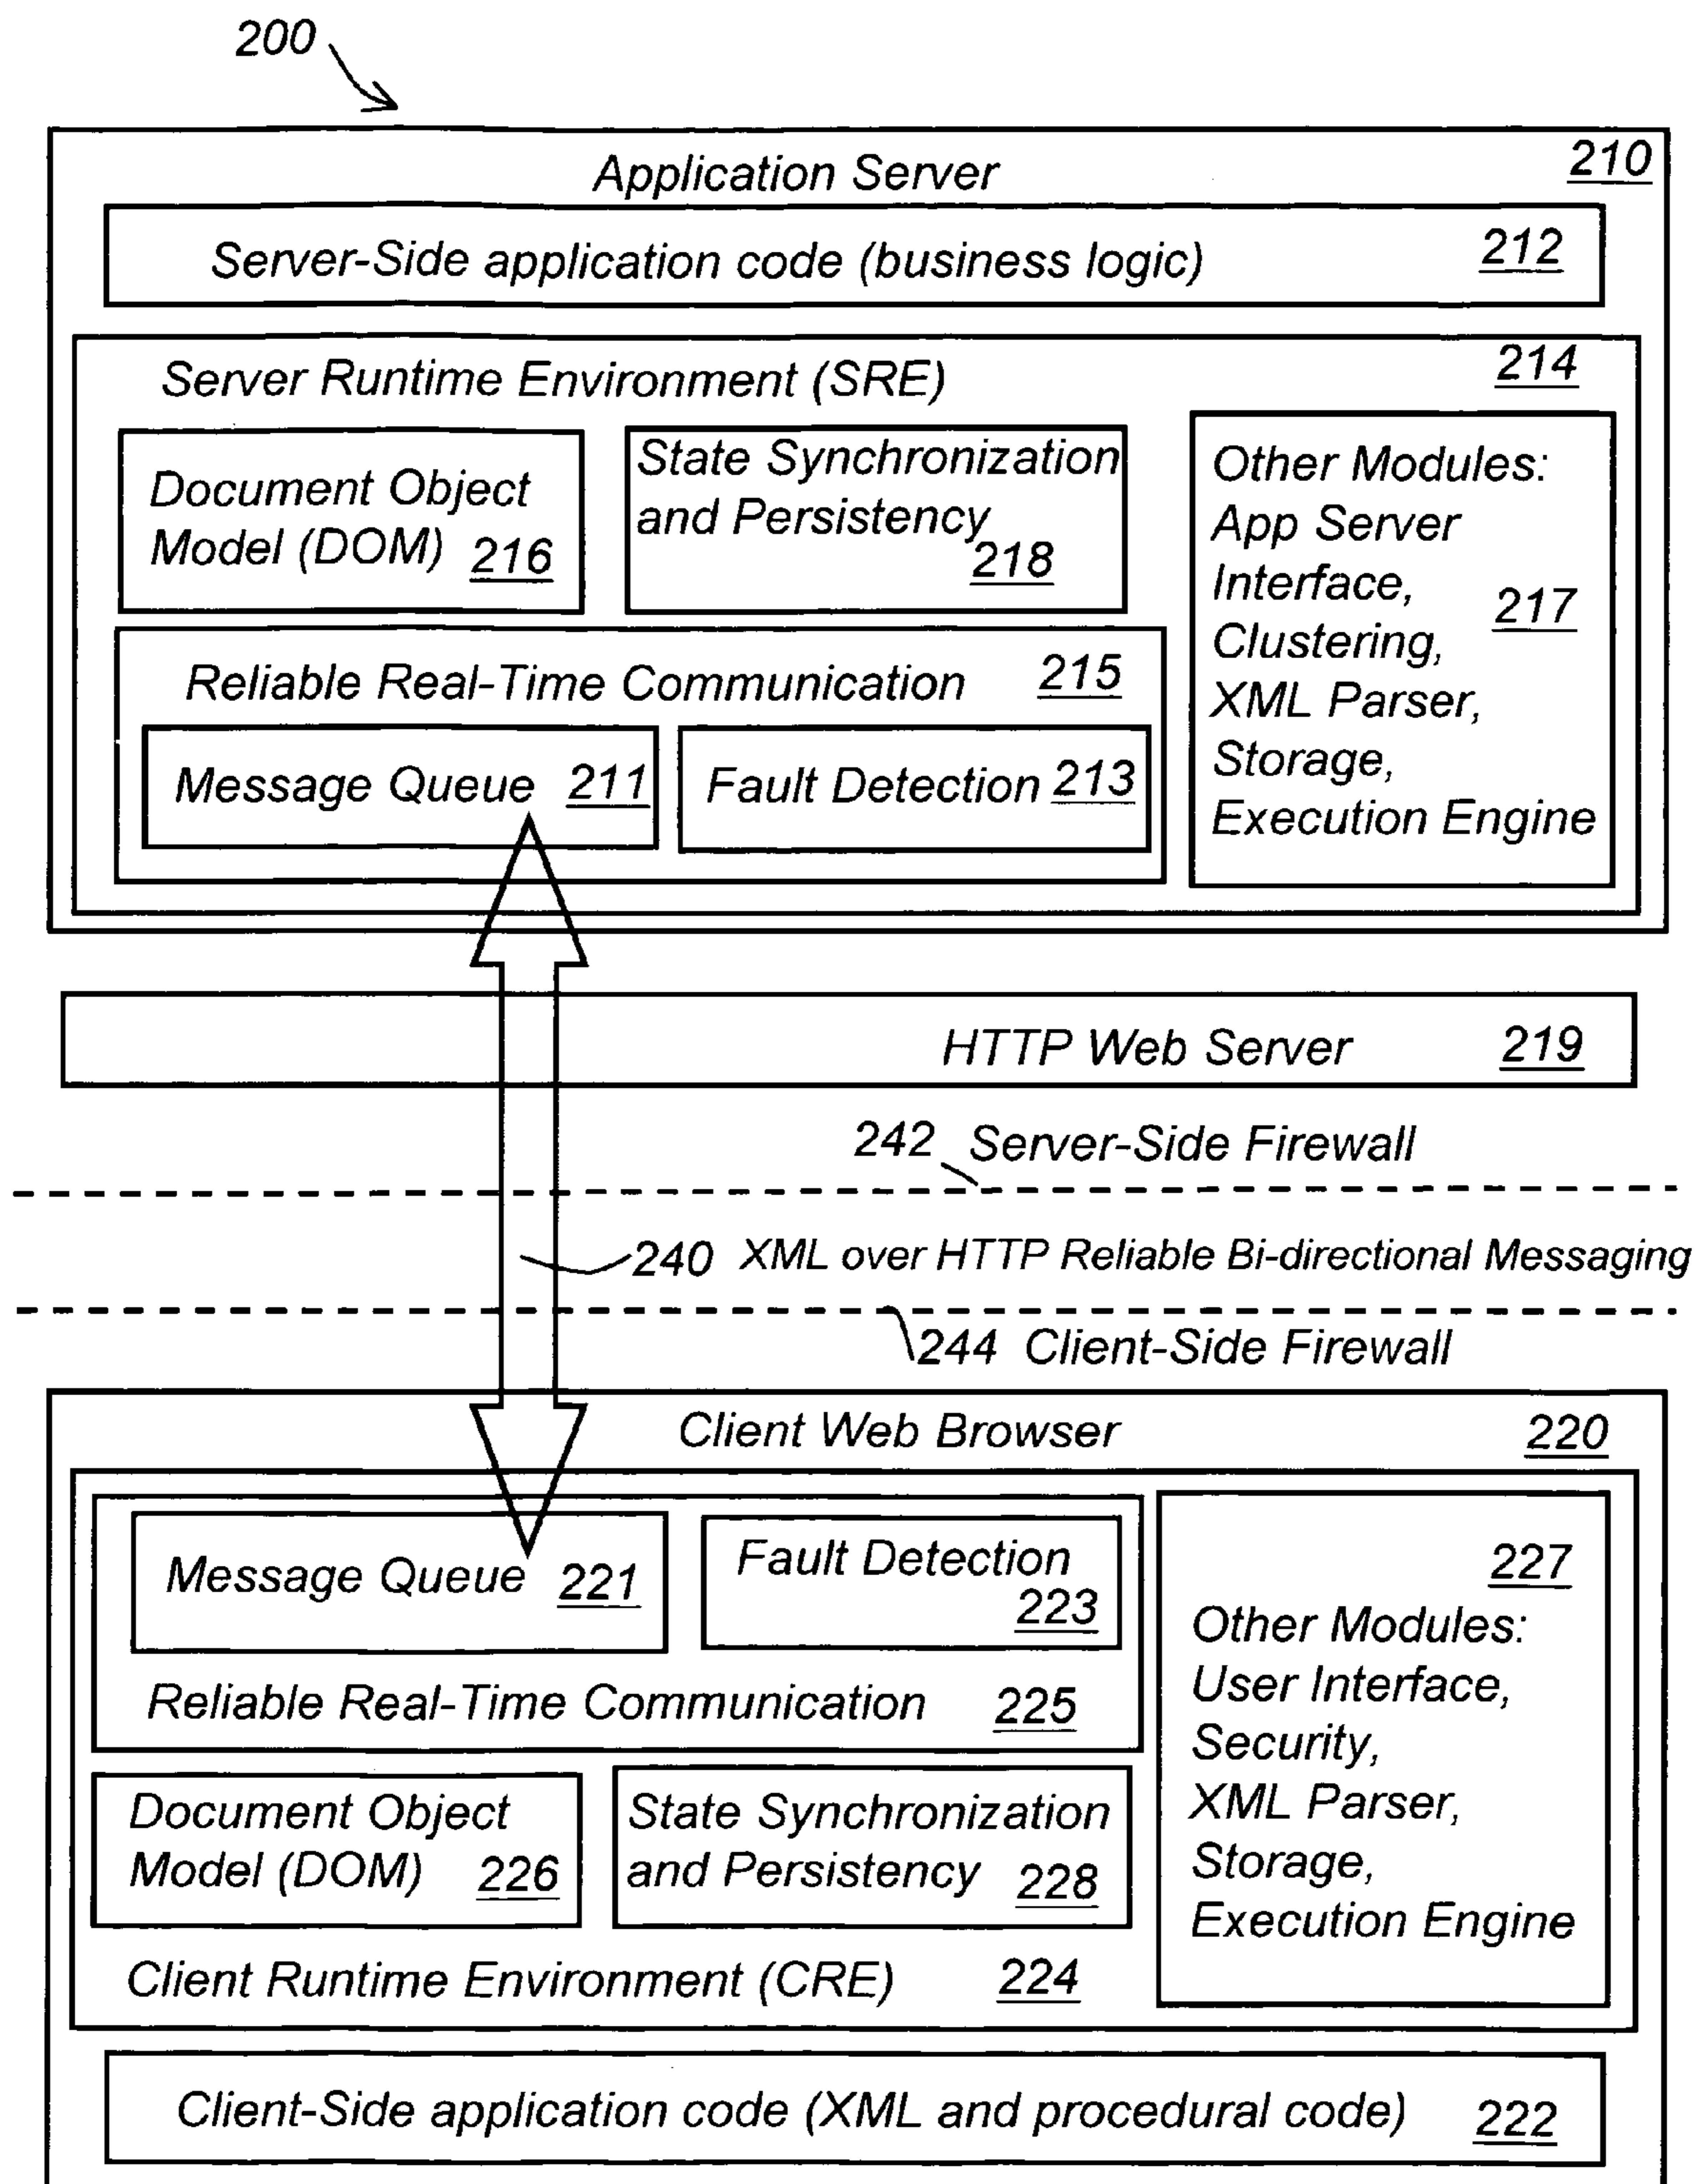 200
210
Application Server
Server-Side application code (business logic) 212
Server Runtime Environment (SRE) 214
Document Object
Model (DOM) 216
State Synchronization
and Persistency
218
Other Modules:
App Server
Interface,
217
Clustering,
XML Parser,
Storage,
Execution Engine
Reliable Real-Time Communication 215
Message Queue 211
Fault Detection 213
HTTP Web Server 219
242 Server-Side Firewall
240 XML over HTTP Reliable Bi-directional Messaging
244 Client-Side Firewall
Client Web Browser 220
Message Queue 221
Fault Detection
223
Reliable Real-Time Communication 225
227
Other Modules:
User Interface,
Security,
XML Parser,
Storage,
Execution Engine
Document Object
Model (DOM) 226
State Synchronization
and Persistency 228
Client Runtime Environment (CRE) 224
Client-Side application code (XML and procedural code) 222